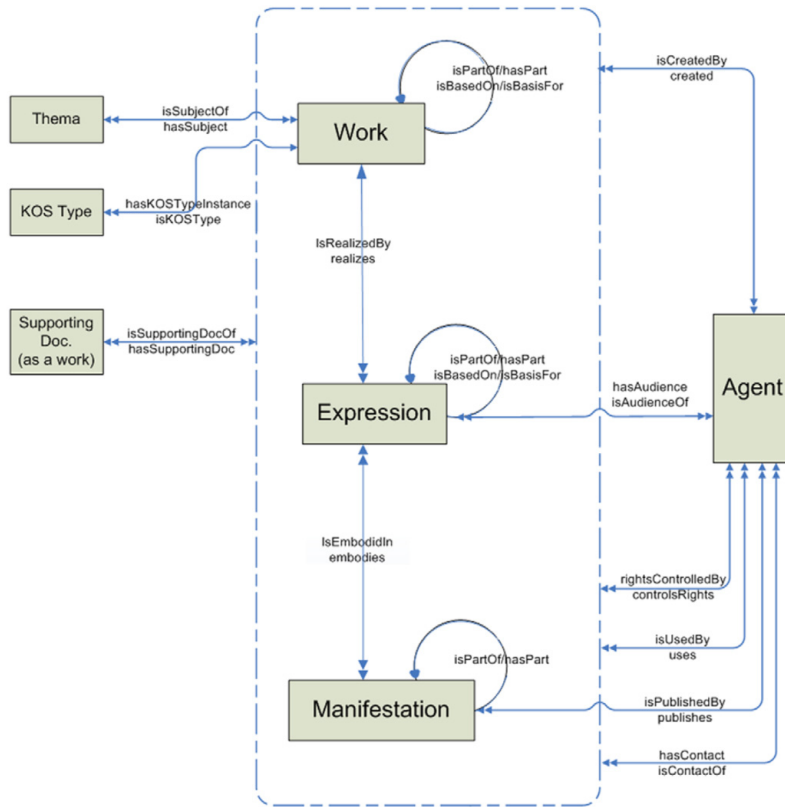 isPartOf/hasPart
isBasedOn/isBasisFor
isCreatedBy
created
Thema
isSubjectOf
hasSubject
Work
KOS Type
hasKOSTypeInstance
isKOSType
IsRealizedBy
realizes
Supporting
Doc.
(as a work)
isSupportingDocOf
hasSupportingDoc
isPartOf/hasPart
isBasedOn/isBasisFor
Expression
hasAudience
isAudienceOf
Agent
IsEmbodidIn
embodies
rightsControlledBy
controlsRights
isUsedBy
uses
isPartOf/hasPart
Manifestation
isPublishedBy
publishes
hasContact
isContactOf